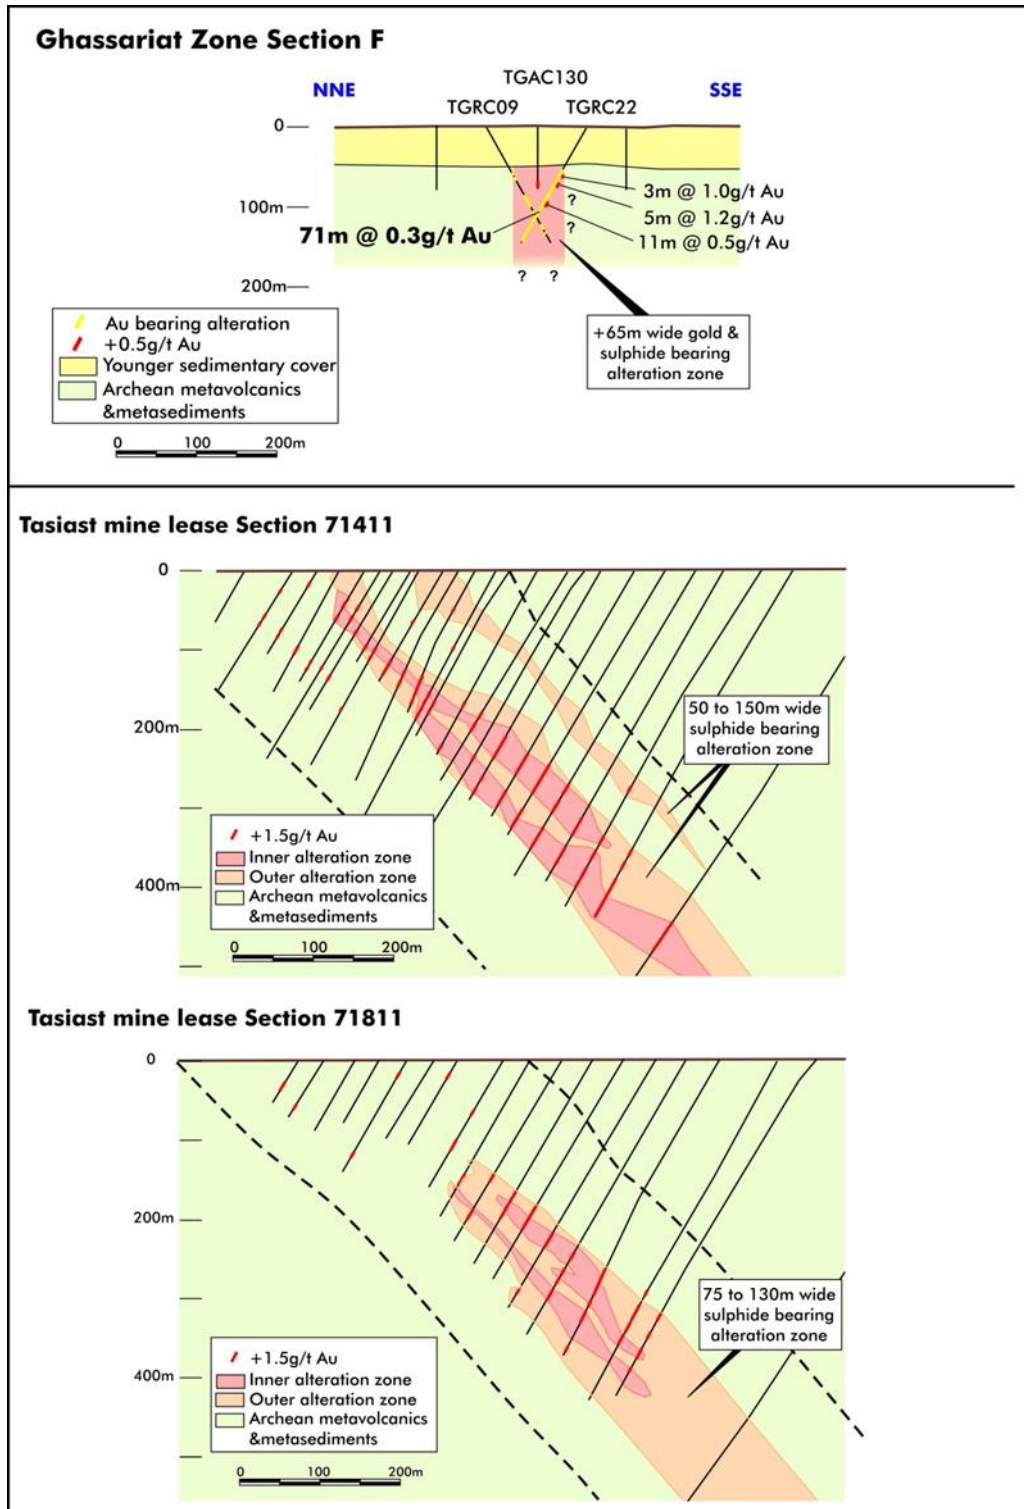 Ghassariat Zone Section F
TGAC130
NNE
SSE
TGRC09
TGRC22
0
3m @ 1.0g/t Au
?
100m
5m @ 1.2g/t Au
?
71m @ 0.3g/t Au
11m @ 0.5g/t Au
? ?
200m
Au bearing alteration
+0.5g/t Au
Younger sedimentary cover
Archean metavolcanics
&metasediments
+65m wide gold &
sulphide bearing
alteration zone
0 100 200m
Tasiast mine lease Section 71411
0
200m
50 to 150m wide
sulphide bearing
alteration zone
+1.5g/t Au
Inner alteration zone
Outer alteration zone
400m
Archean metavolcanics
&metasediments
0 100 200m
Tasiast mine lease Section 71811
0
200m
75 to 130m wide
sulphide bearing
alteration zone
+1.5g/t Au
400m
Inner alteration zone
Outer alteration zone
Archean metavolcanics
&metasediments
0 100 200m